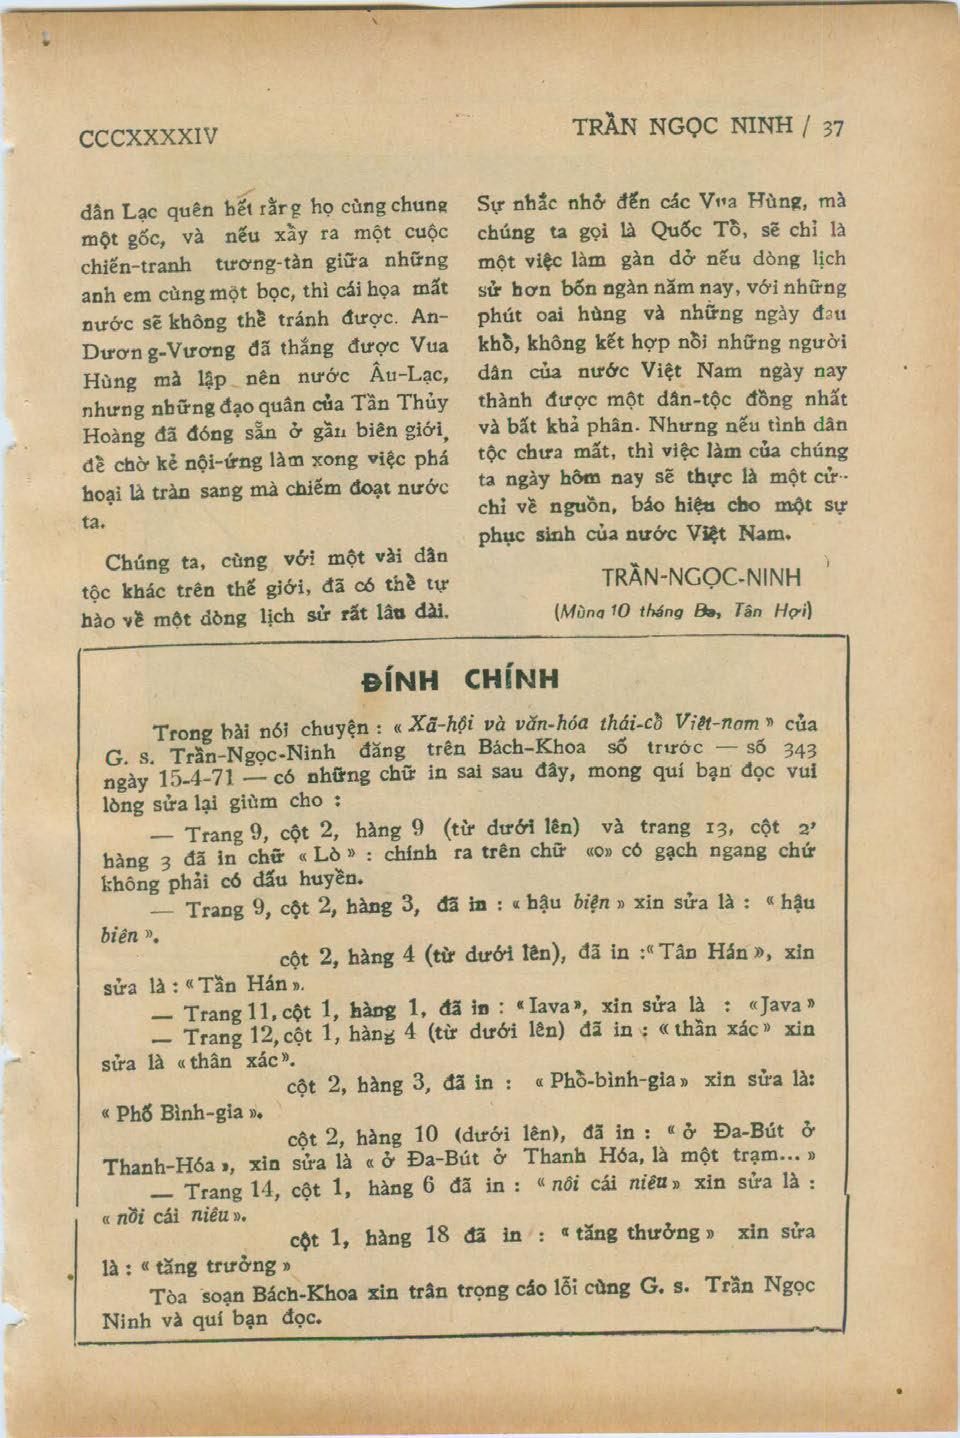 CCCXXXXIV
TRẦN NGỌC NINH / 37
dân Lạc quên hết rằrg họ cùng chung
một gốc, và nếu xẩy ra một cuộc
chiến-tranh tương-tàn giữa những
anh em cùng một bọc, thì cái họa mất
nước sẽ không thể tránh được. An-
Dương-Vương đã thắng được Vua
Hùng mà lập nên nước Âu-Lạc,
nhưng những đạo quân của Tần Thủy
Hoàng đã đóng sẵn ở gần biên giới,
để chờ kẻ nội-ứng làm xong việc phá
hoại là tràn sang mà chiếm đoạt nước
ta.
Chúng ta, cùng với một vài dân
tộc khác trên thế giới, đã có thể tự
hào về một dòng lịch sử rất lâu dài.
Sự nhắc nhở đến các Vua Hùng, mà
chúng ta gọi là Quốc Tổ, sẽ chỉ là
một việc làm gàn dở nếu dòng lịch
sử hơn bốn ngàn năm nay, với những
phút oai hùng và những ngày đau
khổ, không kết hợp nổi những người
dân của nước Việt Nam ngày nay
thành được một dân-tộc đồng nhất
và bất khả phân. Nhưng nếu tình dân
tộc chưa mất, thì việc làm của chúng
ta ngày hôm nay sẽ thực là một cử-
chỉ về nguồn, báo hiệu cho một sự
phục sinh của nước Việt Nam.
TRẦN-NGỌC-NINH
(Mùng 10 tháng Ba, Tân Hợi)
ĐÍNH CHÍNH
Trong bài nói chuyện : « Xã-hội và văn-hóa thái-cổ Việt-nam » của
G. s. Trần-Ngọc-Ninh đăng trên Bách-Khoa số trước — số 343
ngày 15-4-71 — có những chữ in sai sau đây, mong quí bạn đọc vui
lòng sửa lại giùm cho :
— Trang 9, cột 2, hàng 9 (từ dưới lên) và trang 13, cột 2’
hàng 3 đã in chữ « Lò » : chính ra trên chữ «o» có gạch ngang chứ
không phải có dấu huyền.
— Trang 9, cột 2, hàng 3, đã in : « hậu biện » xin sửa là : « hậu
biên ».
cột 2, hàng 4 (từ dưới lên), đã in :« Tân Hán », xin
sửa là : « Tần Hán ».
— Trang 11, cột 1, hàng 1, đã in : « Iava », xin sửa là : «Java »
— Trang 12, cột 1, hàng 4 (từ dưới lên) đã in : « thần xác » xin
sửa là « thân xác ».
cột 2, hàng 3, đã in : « Phổ-bình-gia » xin sửa là:
« Phố Bình-gia ».
cột 2, hàng 10 (dưới lên), đã in : « ở Đa-Bút ở
Thanh-Hóa », xin sửa là « ở Đa-Bút ở Thanh Hóa, là một trạm... »
— Trang 14, cột 1, hàng 6 đã in : « nôi cái niêu » xin sửa là :
« nồi cái niêu ».
cột 1, hàng 18 đã in : « tăng thưởng » xin sửa
là : « tăng trưởng »
Tòa soạn Bách-Khoa xin trân trọng cáo lỗi cùng G. s. Trần Ngọc
Ninh và quí bạn đọc.